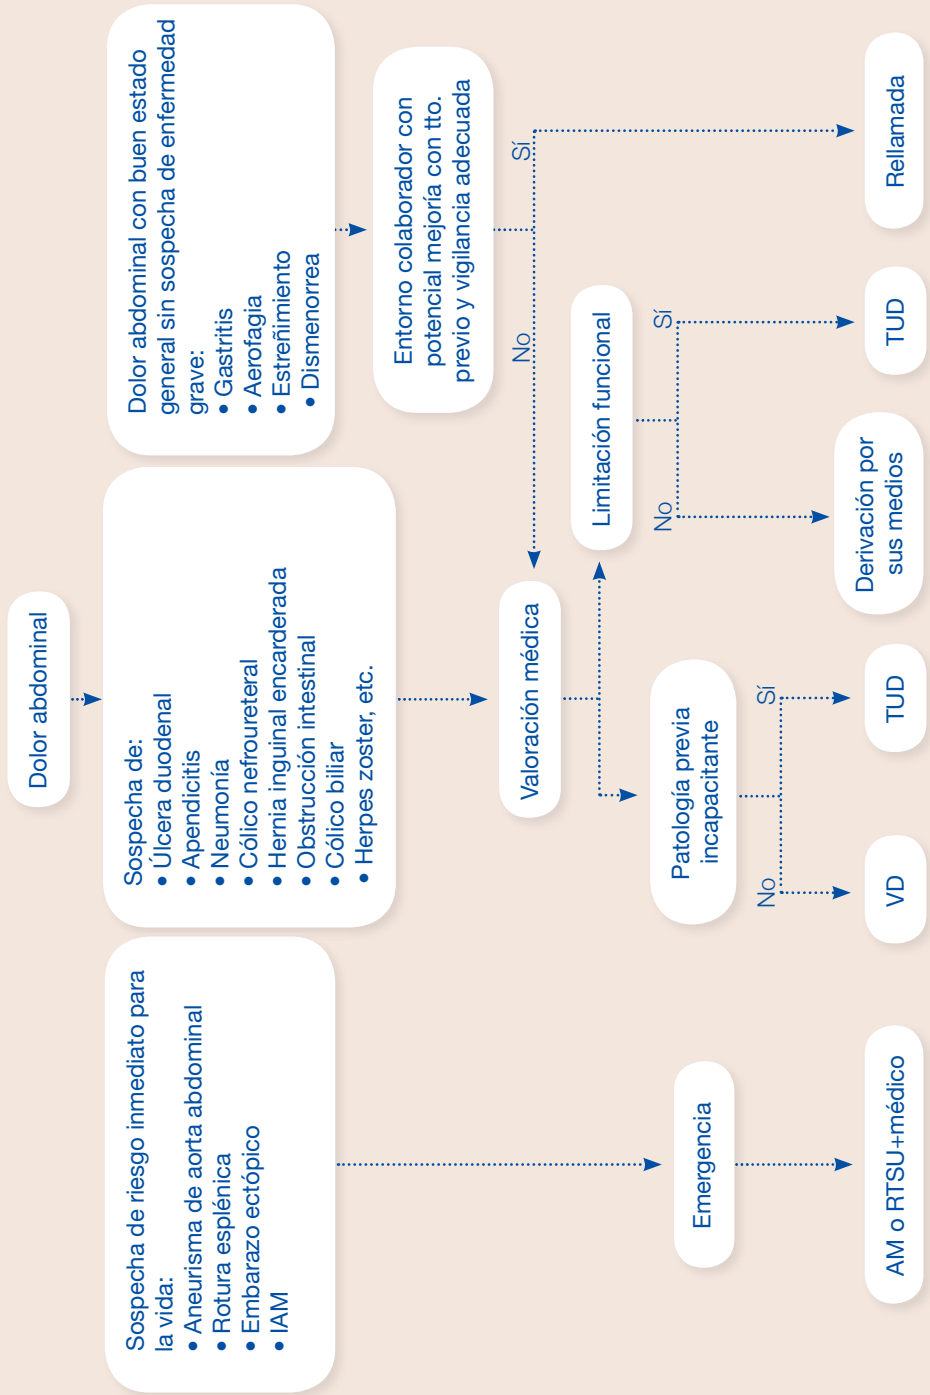 Dolor abdominal
Sospecha de riesgo inmediato para
la vida:
• Aneurisma de aorta abdominal
• Rotura esplénica
• Embarazo ectópico
• IAM
Sospecha de:
• Úlcera duodenal
• Apendicitis
• Neumonía
• Cólico nefroureteral
• Hernia inguinal encarderada
• Obstrucción intestinal
• Cólico biliar
• Herpes zoster, etc.
Dolor abdominal con buen estado
general sin sospecha de enfermedad
grave:
• Gastritis
• Aerofagia
• Estreñimiento
• Dismenorrea
Entorno colaborador con
potencial mejoría con tto.
previo y vigilancia adecuada
No
Sí
Valoración médica
Limitación funcional
Emergencia
Patología previa
incapacitante
No
Sí
No
Sí
AM o RTSU+médico
VD
TUD
Derivación por
sus medios
TUD
Rellamada